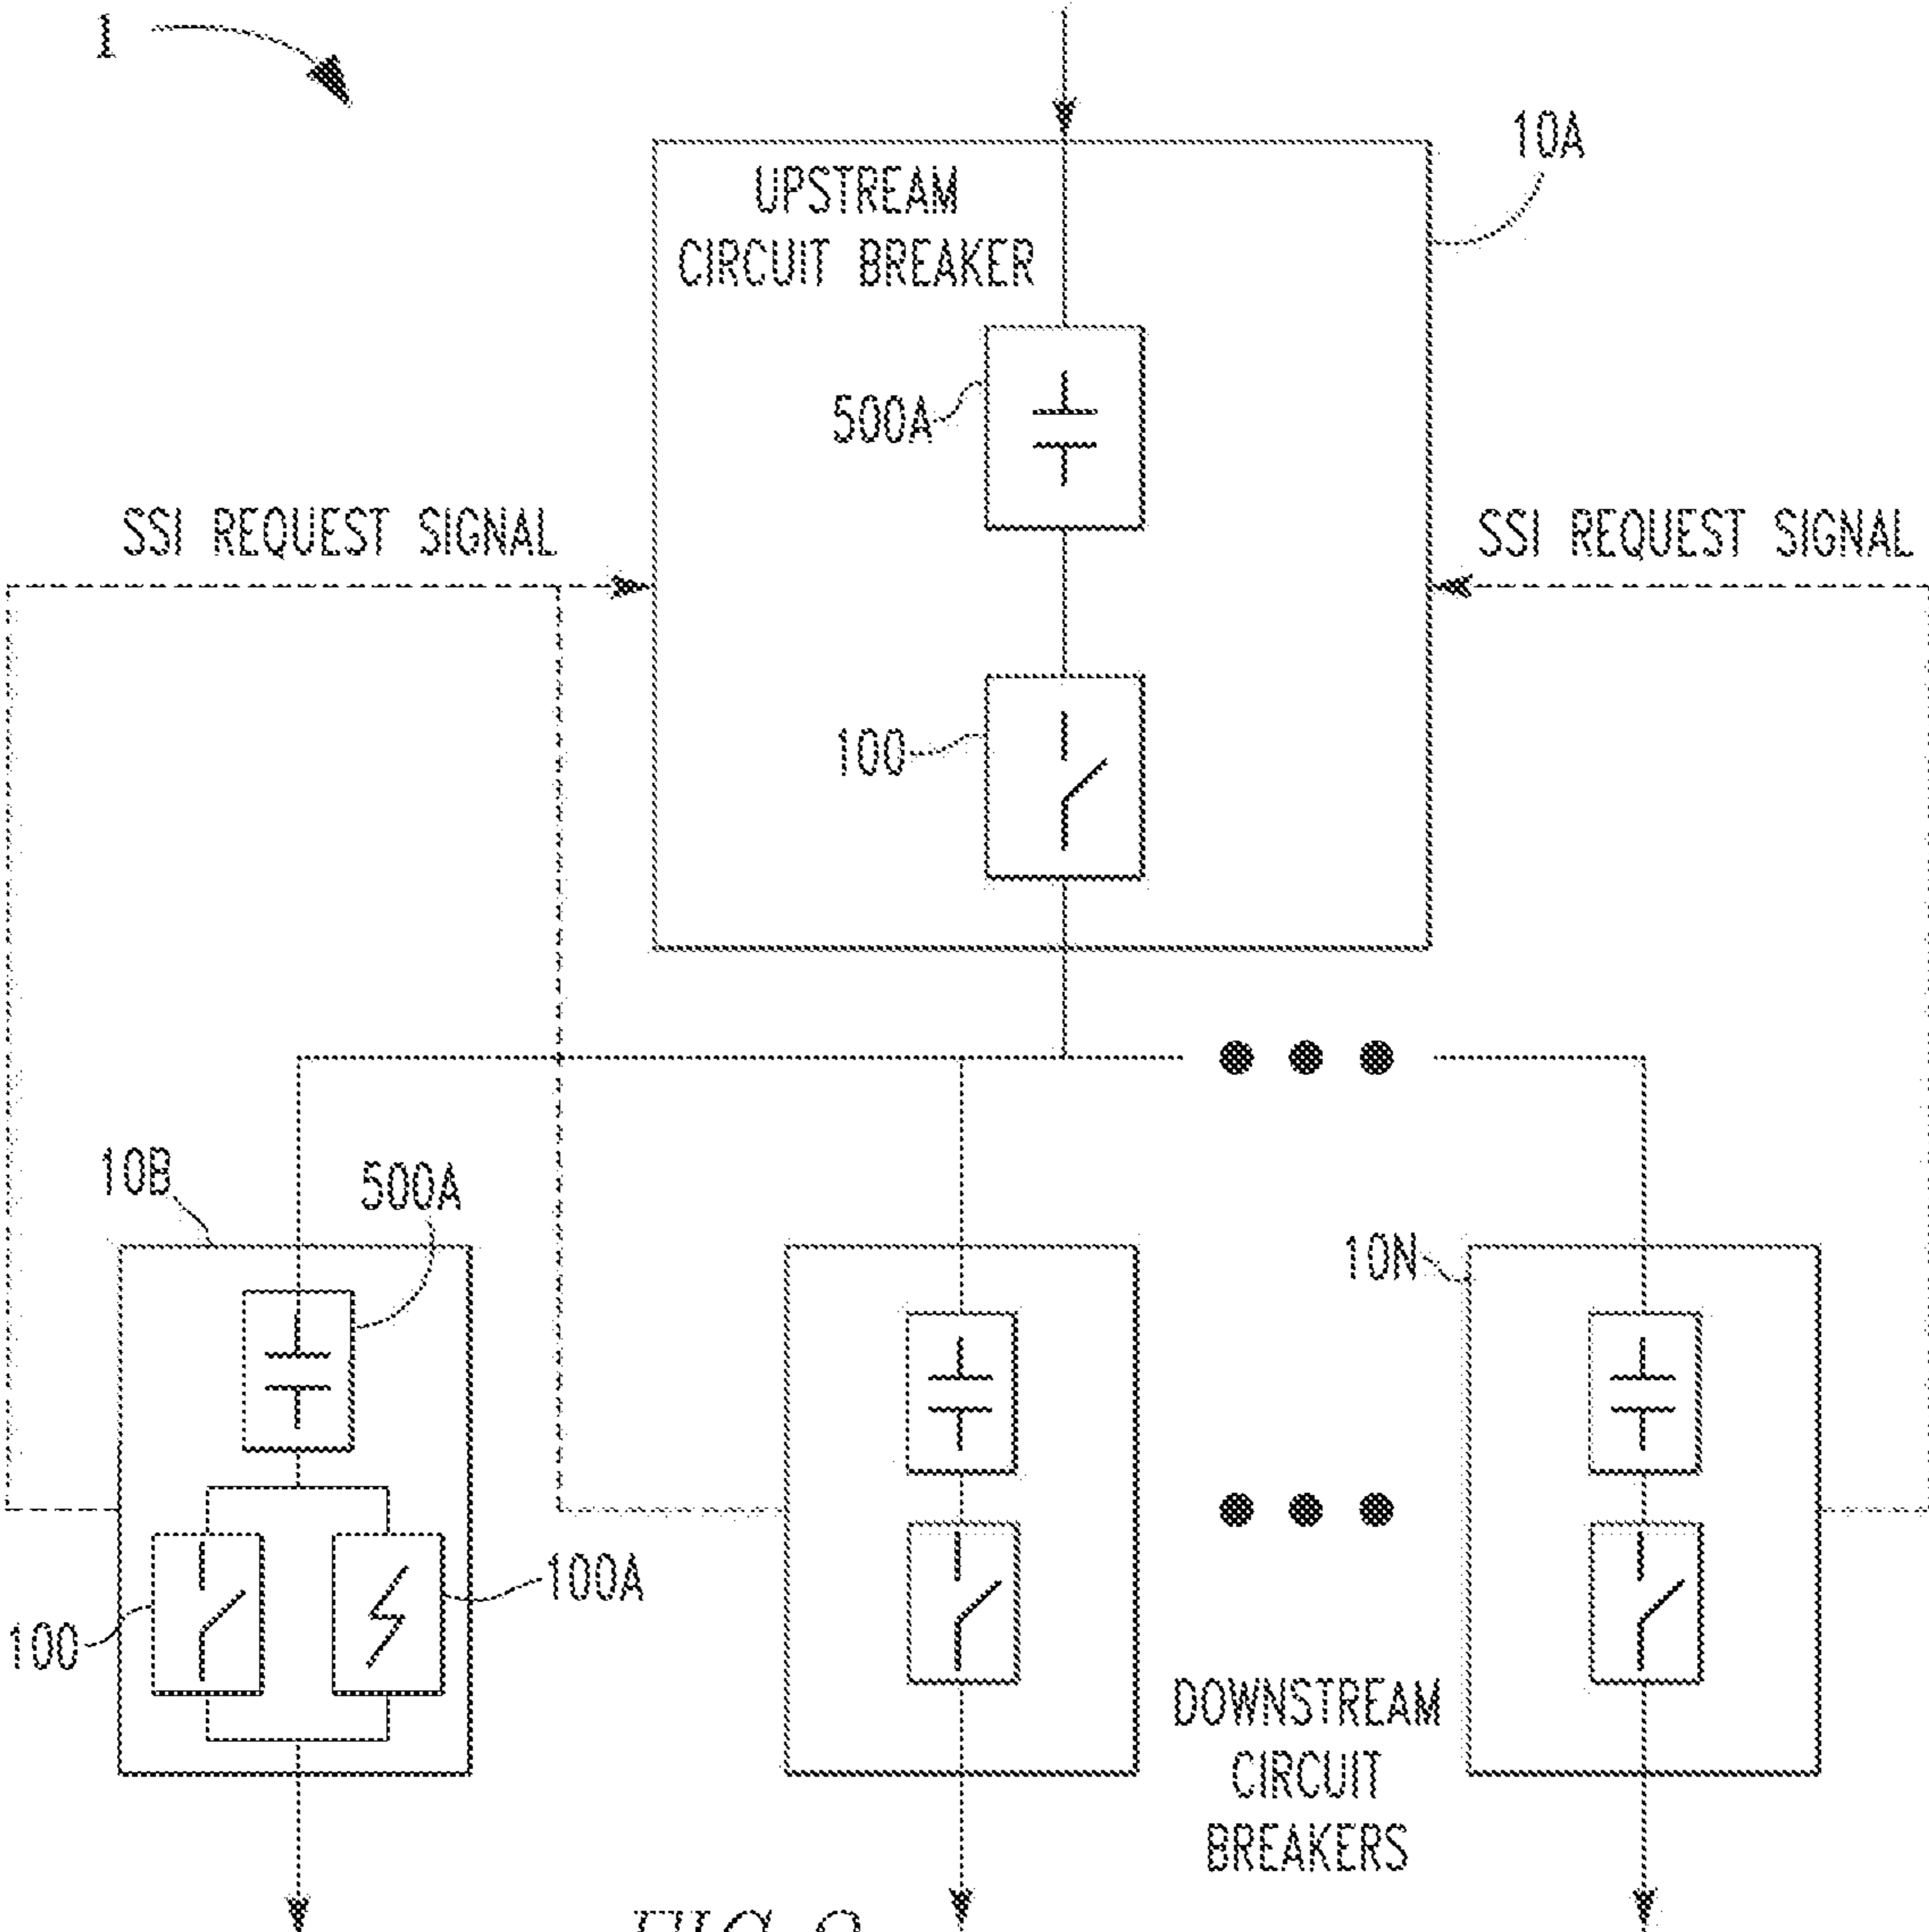 1
10A
UPSTREAM
CIRCUIT BREAKER
500A
SSI REQUEST SIGNAL
SSI REQUEST SIGNAL
100
10B
500A
10N
100A
100
DOWNSTREAM
CIRCUIT
BREAKERS